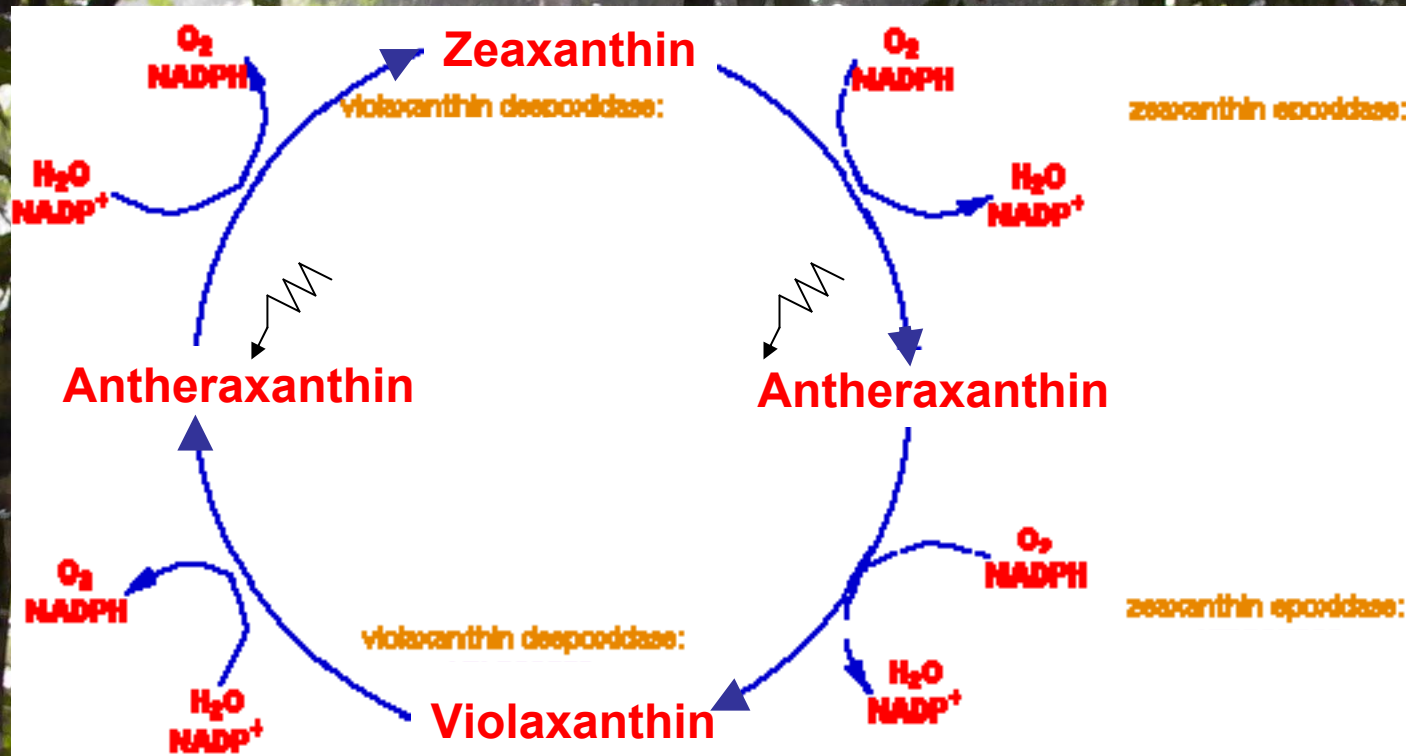 Zeaxanthin
O₂
NADPH
O₂
NADPH
violaxanthin deepoxidase:
zeaxanthin epoxidase:
H₂O
NADP⁺
H₂O
NADP⁺
Antheraxanthin
Antheraxanthin
O₂
NADPH
O₂
NADPH
violaxanthin deepoxidase:
zeaxanthin epoxidase:
H₂O
NADP⁺
H₂O
NADP⁺
Violaxanthin